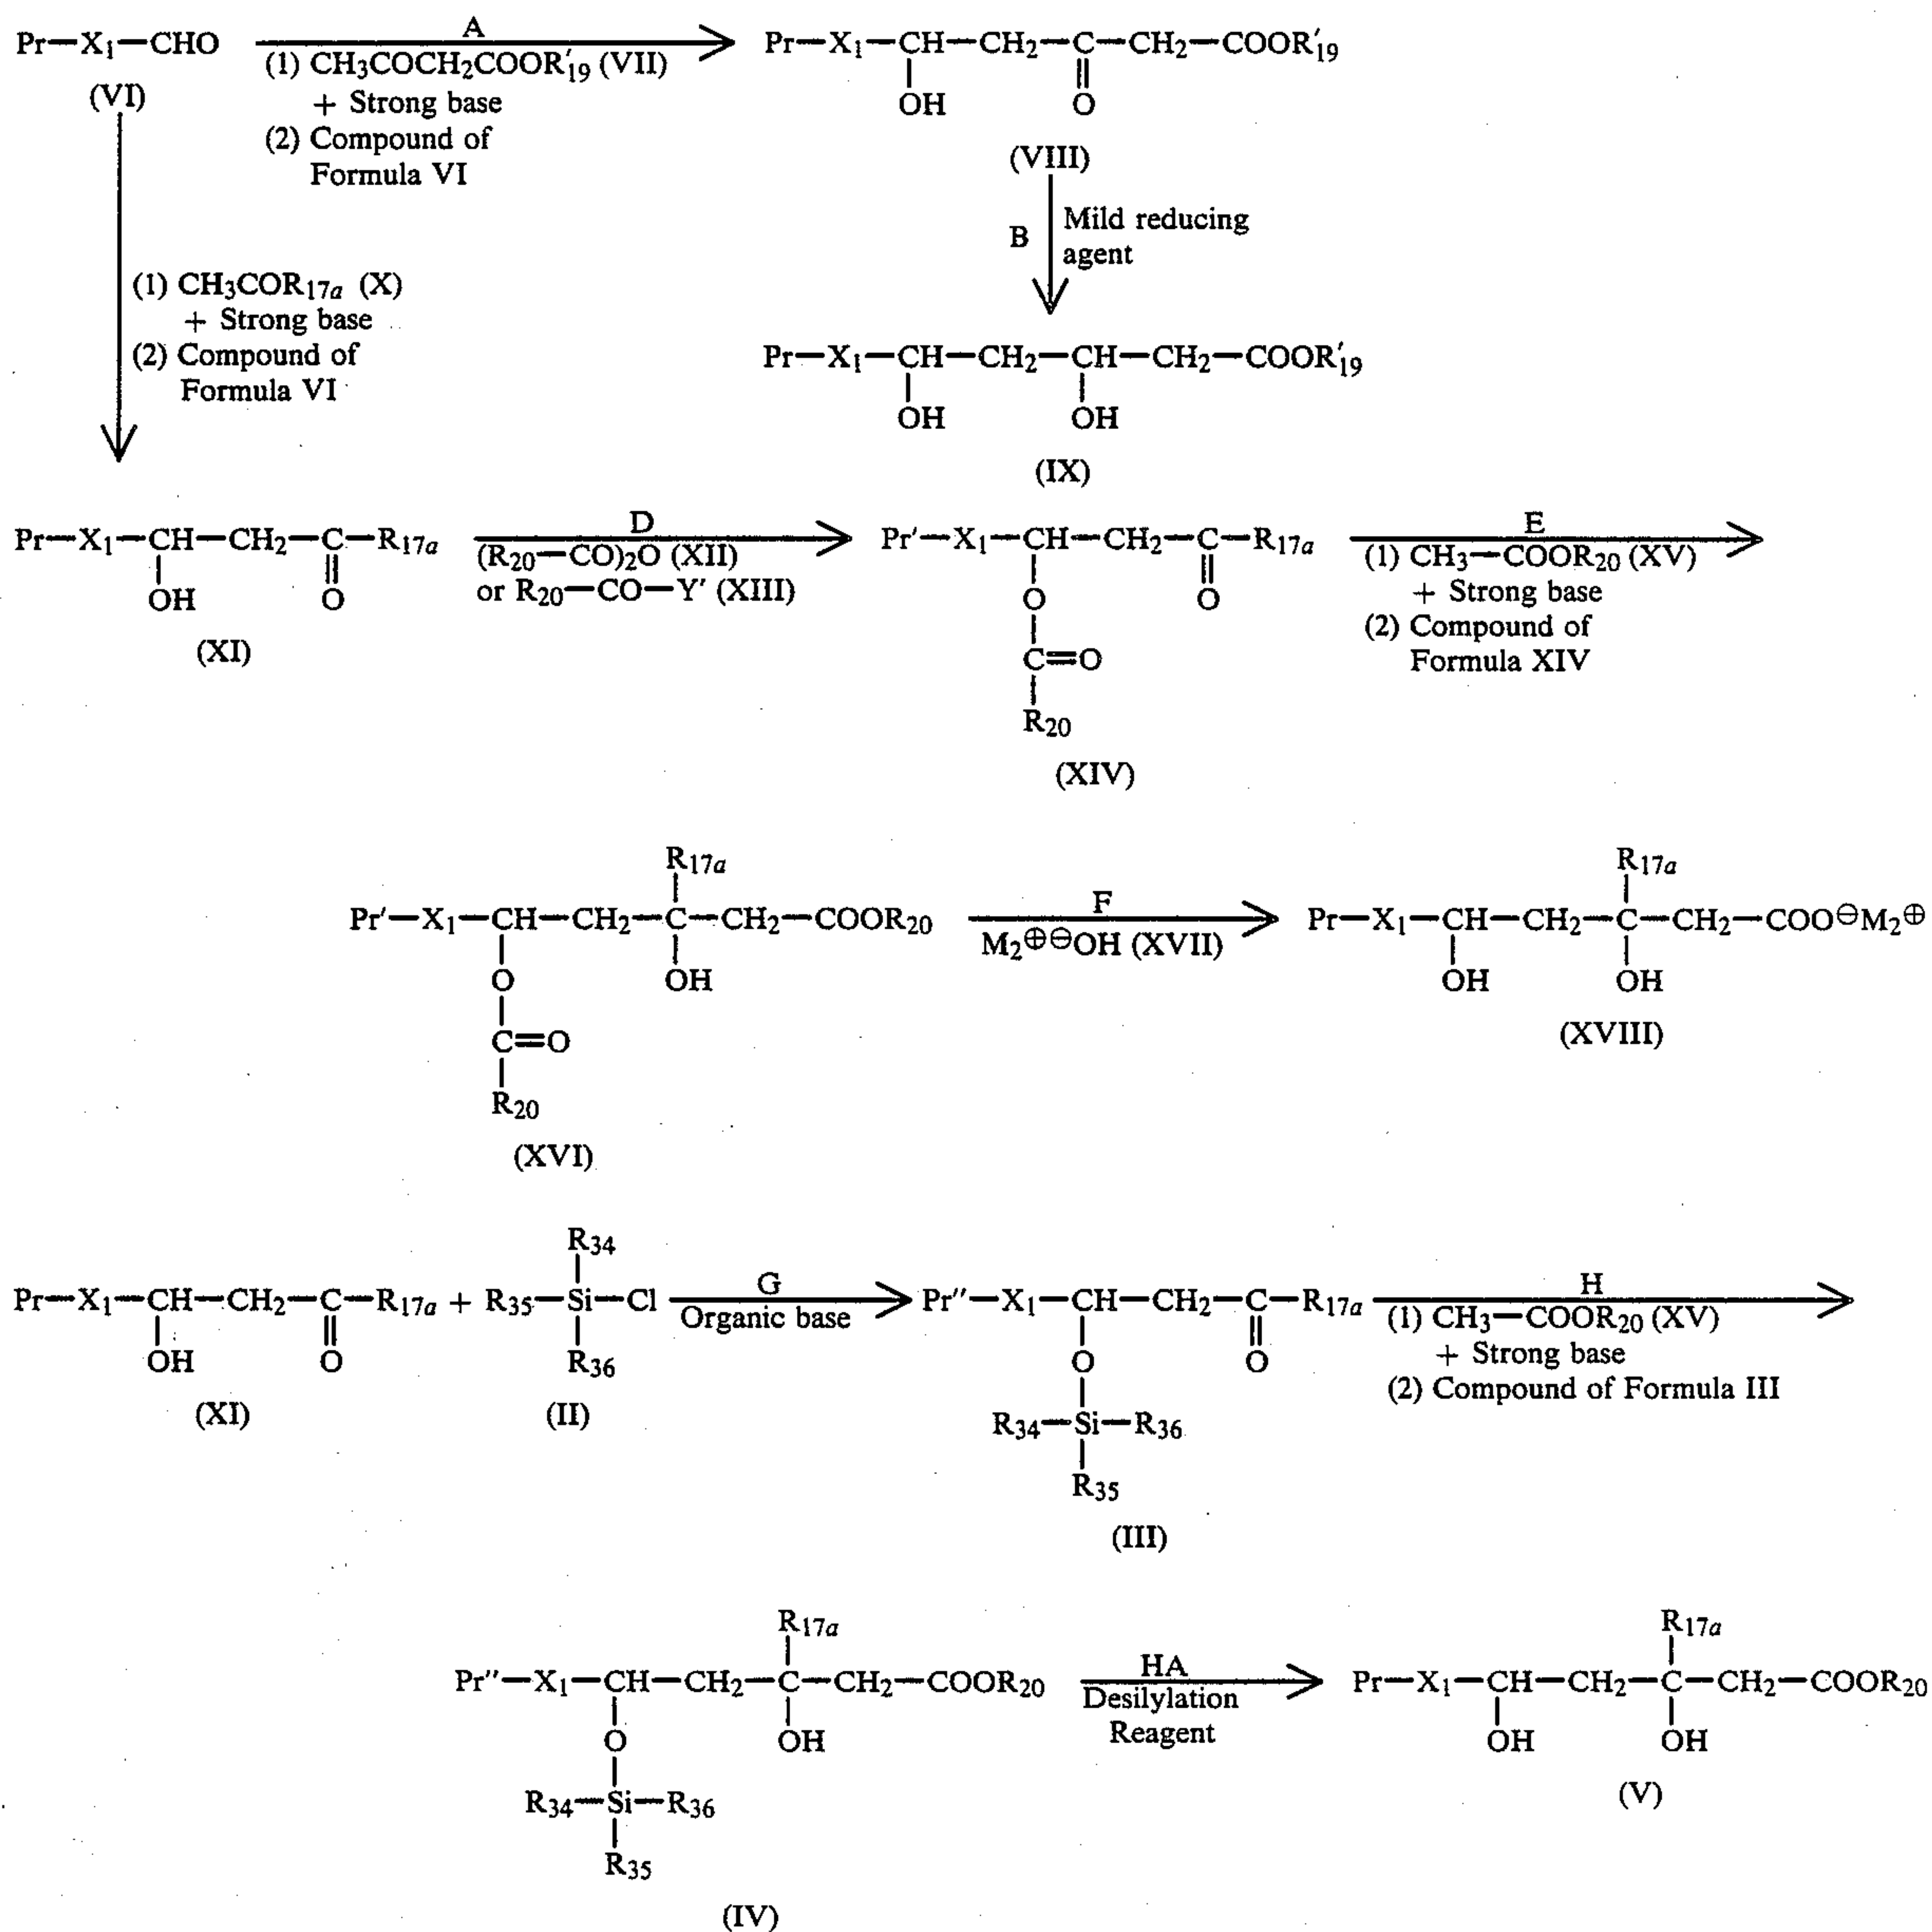 A
Pr—X₁—CHO
(1) CH₃COCH₂COOR'₁₉ (VII)
+ Strong base
(2) Compound of
Formula VI
(VI)
Pr—X₁—CH—CH₂—C—CH₂—COOR'₁₉
OH O
(VIII)
B
Mild reducing
agent
(1) CH₃COR₁₇ₐ (X)
+ Strong base
(2) Compound of
Formula VI
Pr—X₁—CH—CH₂—CH—CH₂—COOR'₁₉
OH OH
(IX)
Pr—X₁—CH—CH₂—C—R₁₇ₐ
OH O
(XI)
D
(R₂₀—CO)₂O (XII)
or R₂₀—CO—Y' (XIII)
Pr'—X₁—CH—CH₂—C—R₁₇ₐ
O O
C=O
R₂₀
(XIV)
E
(1) CH₃—COOR₂₀ (XV)
+ Strong base
(2) Compound of
Formula XIV
R₁₇ₐ
Pr'—X₁—CH—CH₂—C—CH₂—COOR₂₀
O OH
C=O
R₂₀
(XVI)
F
M₂⊕⊖OH (XVII)
R₁₇ₐ
Pr—X₁—CH—CH₂—C—CH₂—COO⊖M₂⊕
OH OH
(XVIII)
Pr—X₁—CH—CH₂—C—R₁₇ₐ +
OH O
(XI)
R₃₄
R₃₅—Si—Cl
R₃₆
(II)
G
Organic base
Pr''—X₁—CH—CH₂—C—R₁₇ₐ
O O
R₃₄—Si—R₃₆
R₃₅
(III)
H
(1) CH₃—COOR₂₀ (XV)
+ Strong base
(2) Compound of Formula III
R₁₇ₐ
Pr''—X₁—CH—CH₂—C—CH₂—COOR₂₀
O OH
R₃₄—Si—R₃₆
R₃₅
(IV)
HA
Desilylation
Reagent
R₁₇ₐ
Pr—X₁—CH—CH₂—C—CH₂—COOR₂₀
OH OH
(V)